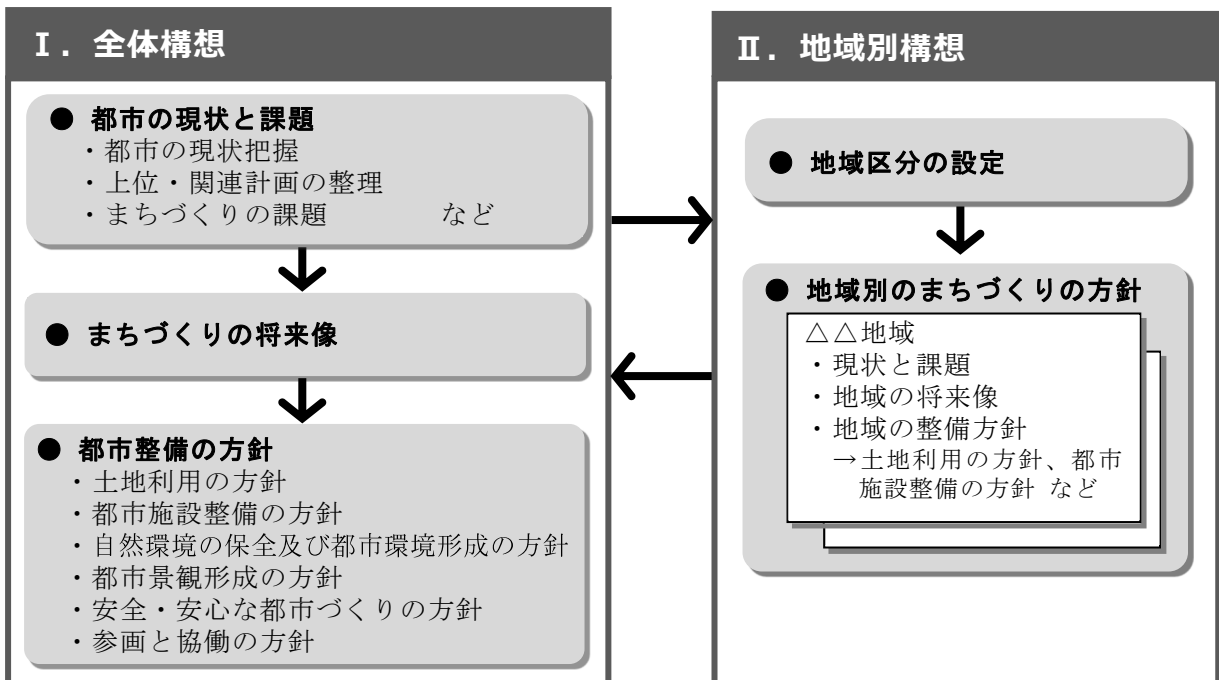 Ⅰ．全体構想
● 都市の現状と課題
・都市の現状把握
・上位・関連計画の整理
・まちづくりの課題　　　など
● まちづくりの将来像
● 都市整備の方針
・土地利用の方針
・都市施設整備の方針
・自然環境の保全及び都市環境形成の方針
・都市景観形成の方針
・安全・安心な都市づくりの方針
・参画と協働の方針
Ⅱ．地域別構想
● 地域区分の設定
● 地域別のまちづくりの方針
△△地域
・現状と課題
・地域の将来像
・地域の整備方針
→土地利用の方針、都市
施設整備の方針 など